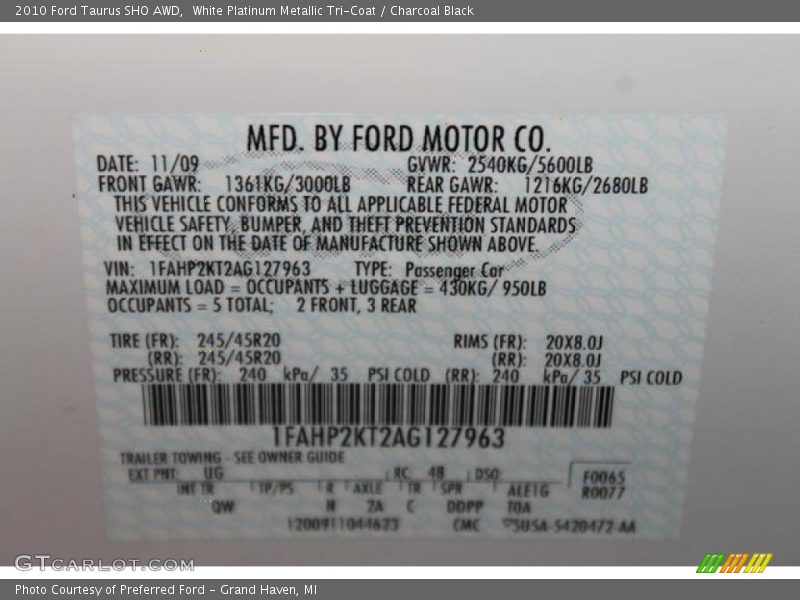 2010 Ford Taurus SHO AWD, White Platinum Metallic Tri-Coat / Charcoal Black
MFD. BY FORD MOTOR CO.
DATE: 11/09 GVWR: 2540KG/5600LB
FRONT GAWR: 1361KG/3000LB REAR GAWR: 1216KG/2680LB
THIS VEHICLE CONFORMS TO ALL APPLICABLE FEDERAL MOTOR
VEHICLE SAFETY, BUMPER, AND THEFT PREVENTION STANDARDS
IN EFFECT ON THE DATE OF MANUFACTURE SHOWN ABOVE.
VIN: 1FAHP2KT2AG127963 TYPE: Passenger Car
MAXIMUM LOAD = OCCUPANTS + LUGGAGE = 430KG/ 950LB
OCCUPANTS = 5 TOTAL; 2 FRONT, 3 REAR
TIRE (FR): 245/45R20 RIMS (FR): 20X8.0J
(RR): 245/45R20 (RR): 20X8.0J
PRESSURE (FR): 240 kPa/ 35 PSI COLD (RR): 240 kPa/ 35 PSI COLD
1FAHP2KT2AG127963
TRAILER TOWING - SEE OWNER GUIDE
EXT PNT: UG RC 48 DSO: F0065
INT TR TP/PS R AXLE TR SPR ALE1G R0077
QW N 2A C DDPP TOA
1200911044623 CMC 5USA-5420472-AA
GTCARLOT.COM
Photo Courtesy of Preferred Ford - Grand Haven, MI